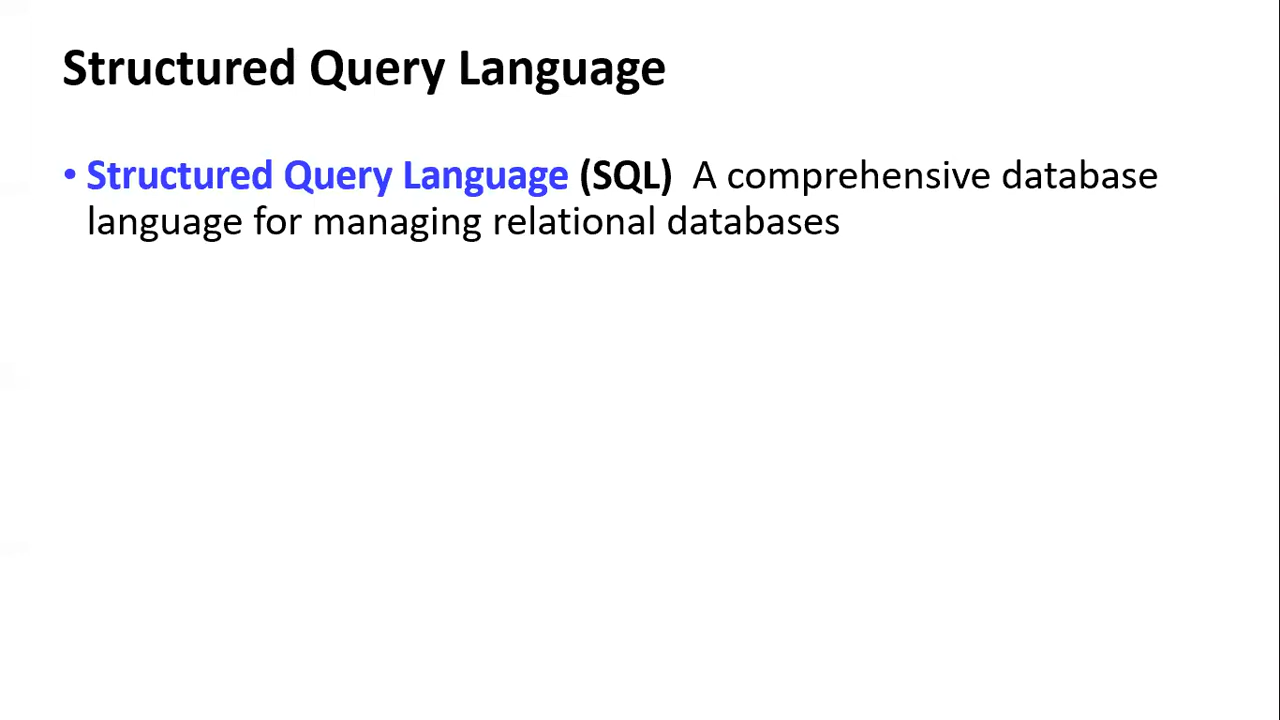 Structured Query Language
• Structured Query Language (SQL) A comprehensive database
language for managing relational databases